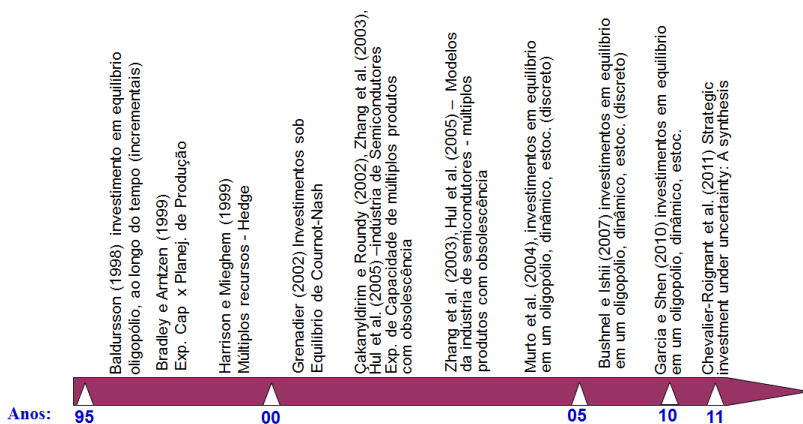 Baldursson (1998) investimento em equilíbrio
oligopólio, ao longo do tempo (incrementais)
Bradley e Arntzen (1999)
Exp. Cap x Planej. de Produção
Harrison e Mieghem (1999)
Múltiplos recursos - Hedge
Grenadier (2002) Investimentos sob
Equilíbrio de Cournot-Nash
Çakanyldirim e Roundy (2002), Zhang et al. (2003),
Hul et al. (2005) –indústria de Semicondutores
Exp. de Capacidade de múltiplos produtos
com obsolescência
Zhang et al. (2003), Hul et al. (2005) – Modelos
da indústria de semicondutores - múltiplos
produtos com obsolescência
Murto et al. (2004), investimentos em equilíbrio
em um oligopólio, dinâmico, estoc. (discreto)
Bushnel e Ishii (2007) investimentos em equilíbrio
em um oligopólio, dinâmico, estoc. (discreto)
Garcia e Shen (2010) investimentos em equilíbrio
em um oligopólio, dinâmico, estoc.
Chevalier-Roignant et al. (2011) Strategic
investment under uncertainty: A synthesis
Anos: 95 00 05 10 11